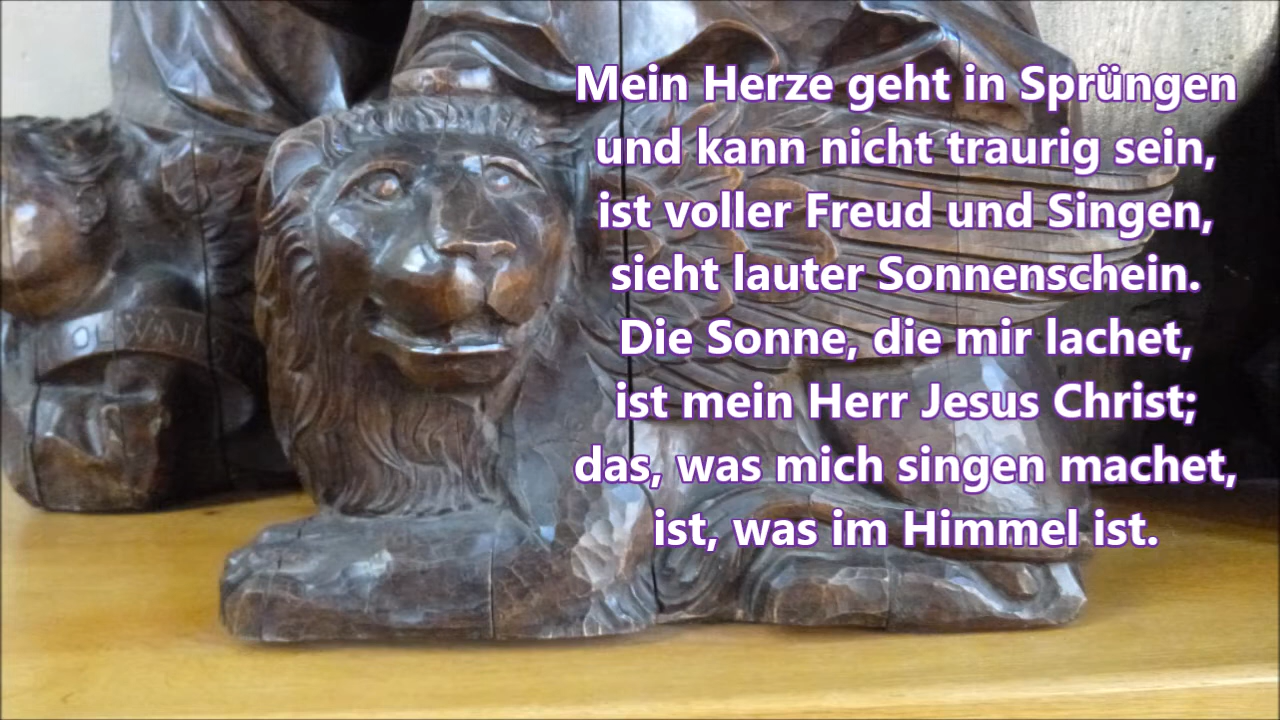 Mein Herze geht in Sprüngen
und kann nicht traurig sein,
ist voller Freud und Singen,
sieht lauter Sonnenschein.
Die Sonne, die mir lachet,
ist mein Herr Jesus Christ;
das, was mich singen machet,
ist, was im Himmel ist.